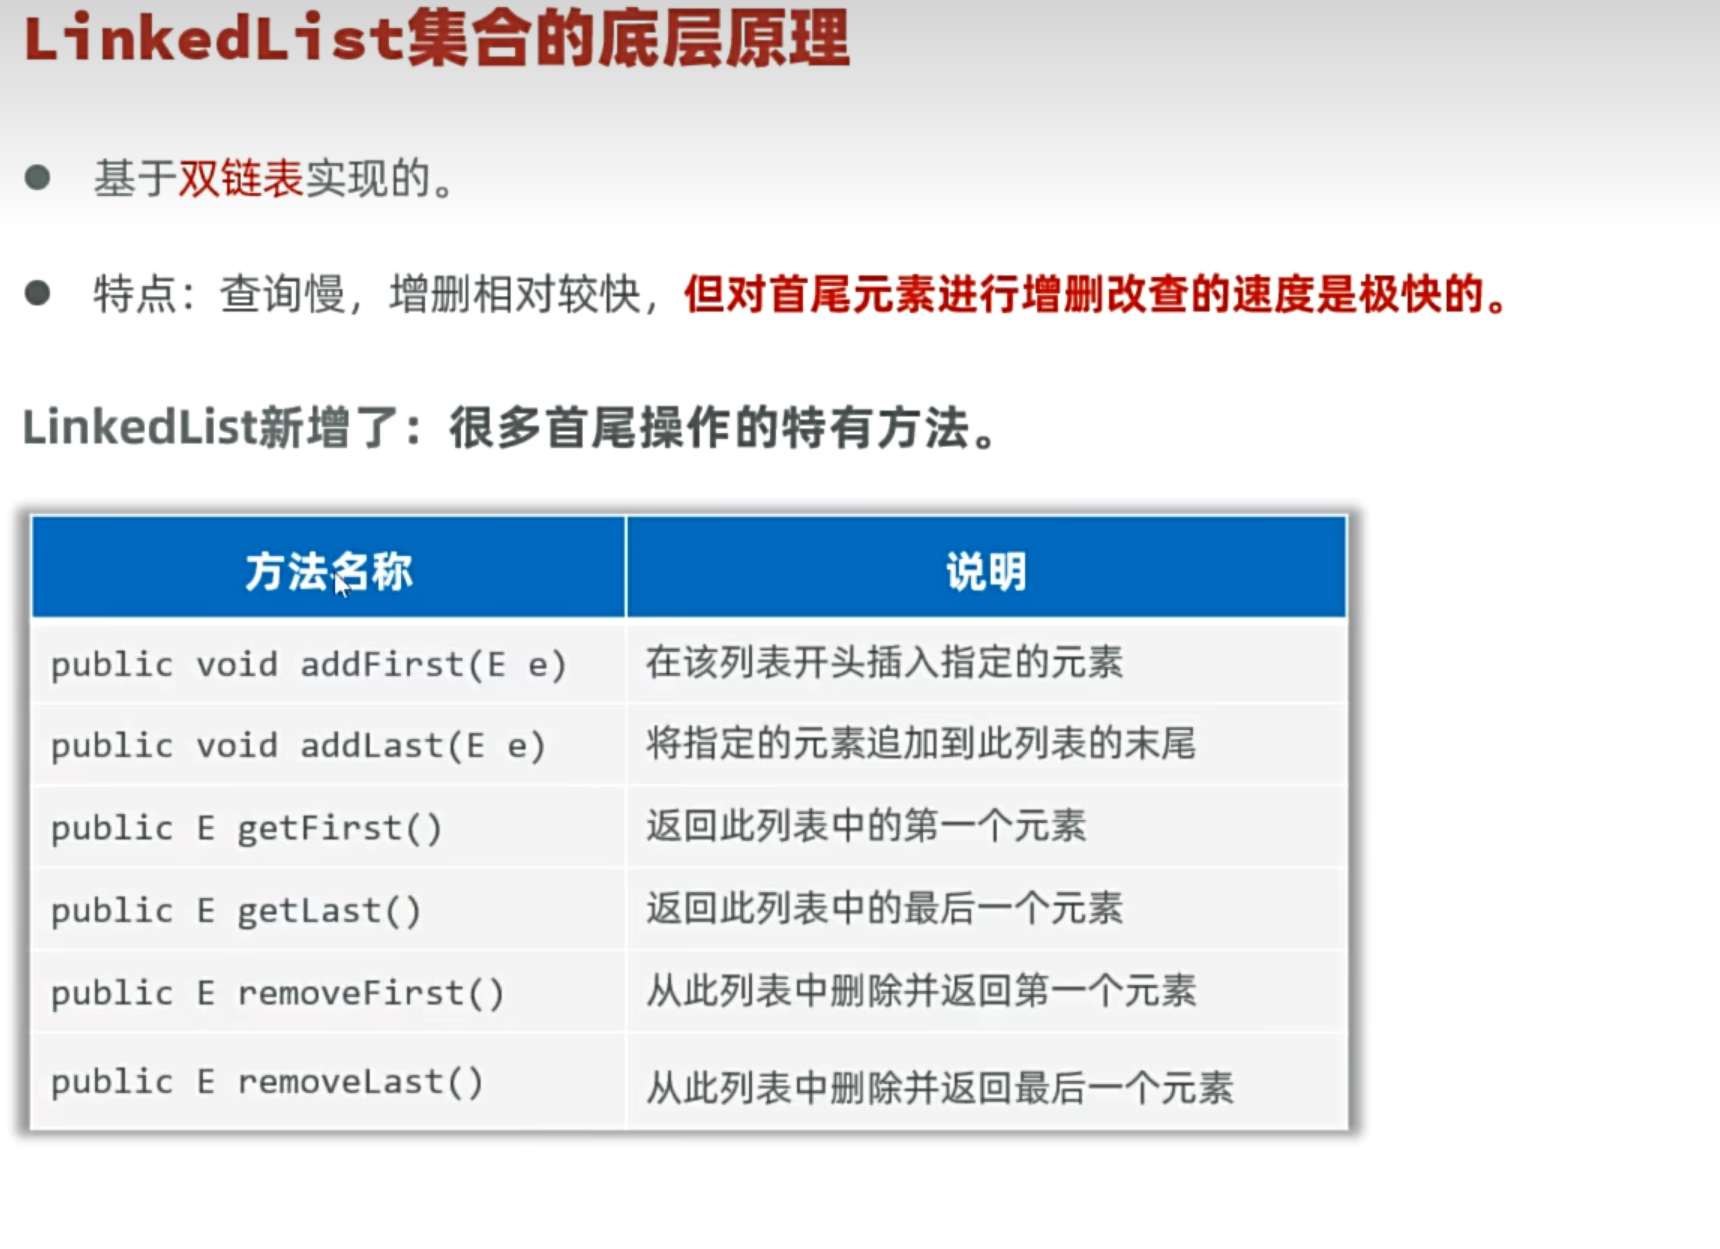 LinkedList集合的底层原理
基于双链表实现的。
特点：查询慢，增删相对较快，但对首尾元素进行增删改查的速度是极快的。
LinkedList新增了：很多首尾操作的特有方法。
方法名称 说明
public void addFirst(E e) 在该列表开头插入指定的元素
public void addLast(E e) 将指定的元素追加到此列表的末尾
public E getFirst() 返回此列表中的第一个元素
public E getLast() 返回此列表中的最后一个元素
public E removeFirst() 从此列表中删除并返回第一个元素
public E removeLast() 从此列表中删除并返回最后一个元素